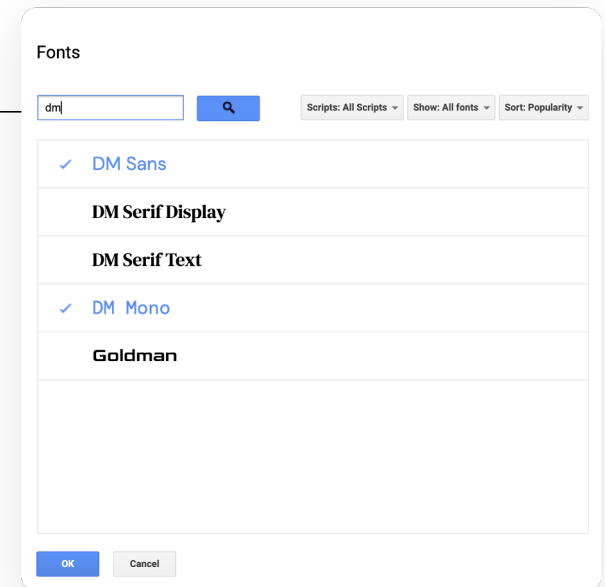 Fonts
dm
Scripts: All Scripts Show: All fonts Sort: Popularity
DM Sans
DM Serif Display
DM Serif Text
DM Mono
Goldman
OK Cancel